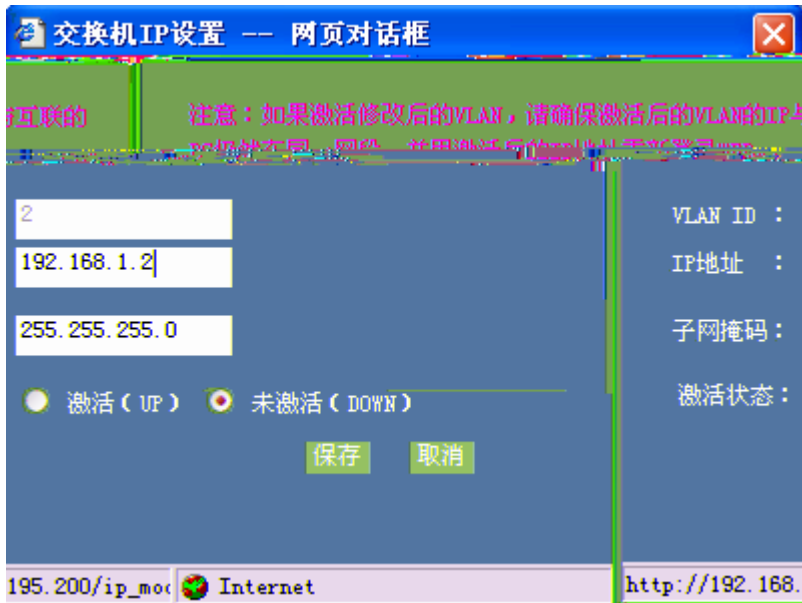 交换机IP设置 -- 网页对话框
互联的
注意：如果激活修改后的VLAN，请确保激活后的VLAN的IP与
2
VLAN ID ：
192.168.1.2
IP地址 ：
255.255.255.0
子网掩码：
激活（UP） 未激活（DOWN）
激活状态：
保存 取消
195.200/ip_mo
Internet
http://192.168.